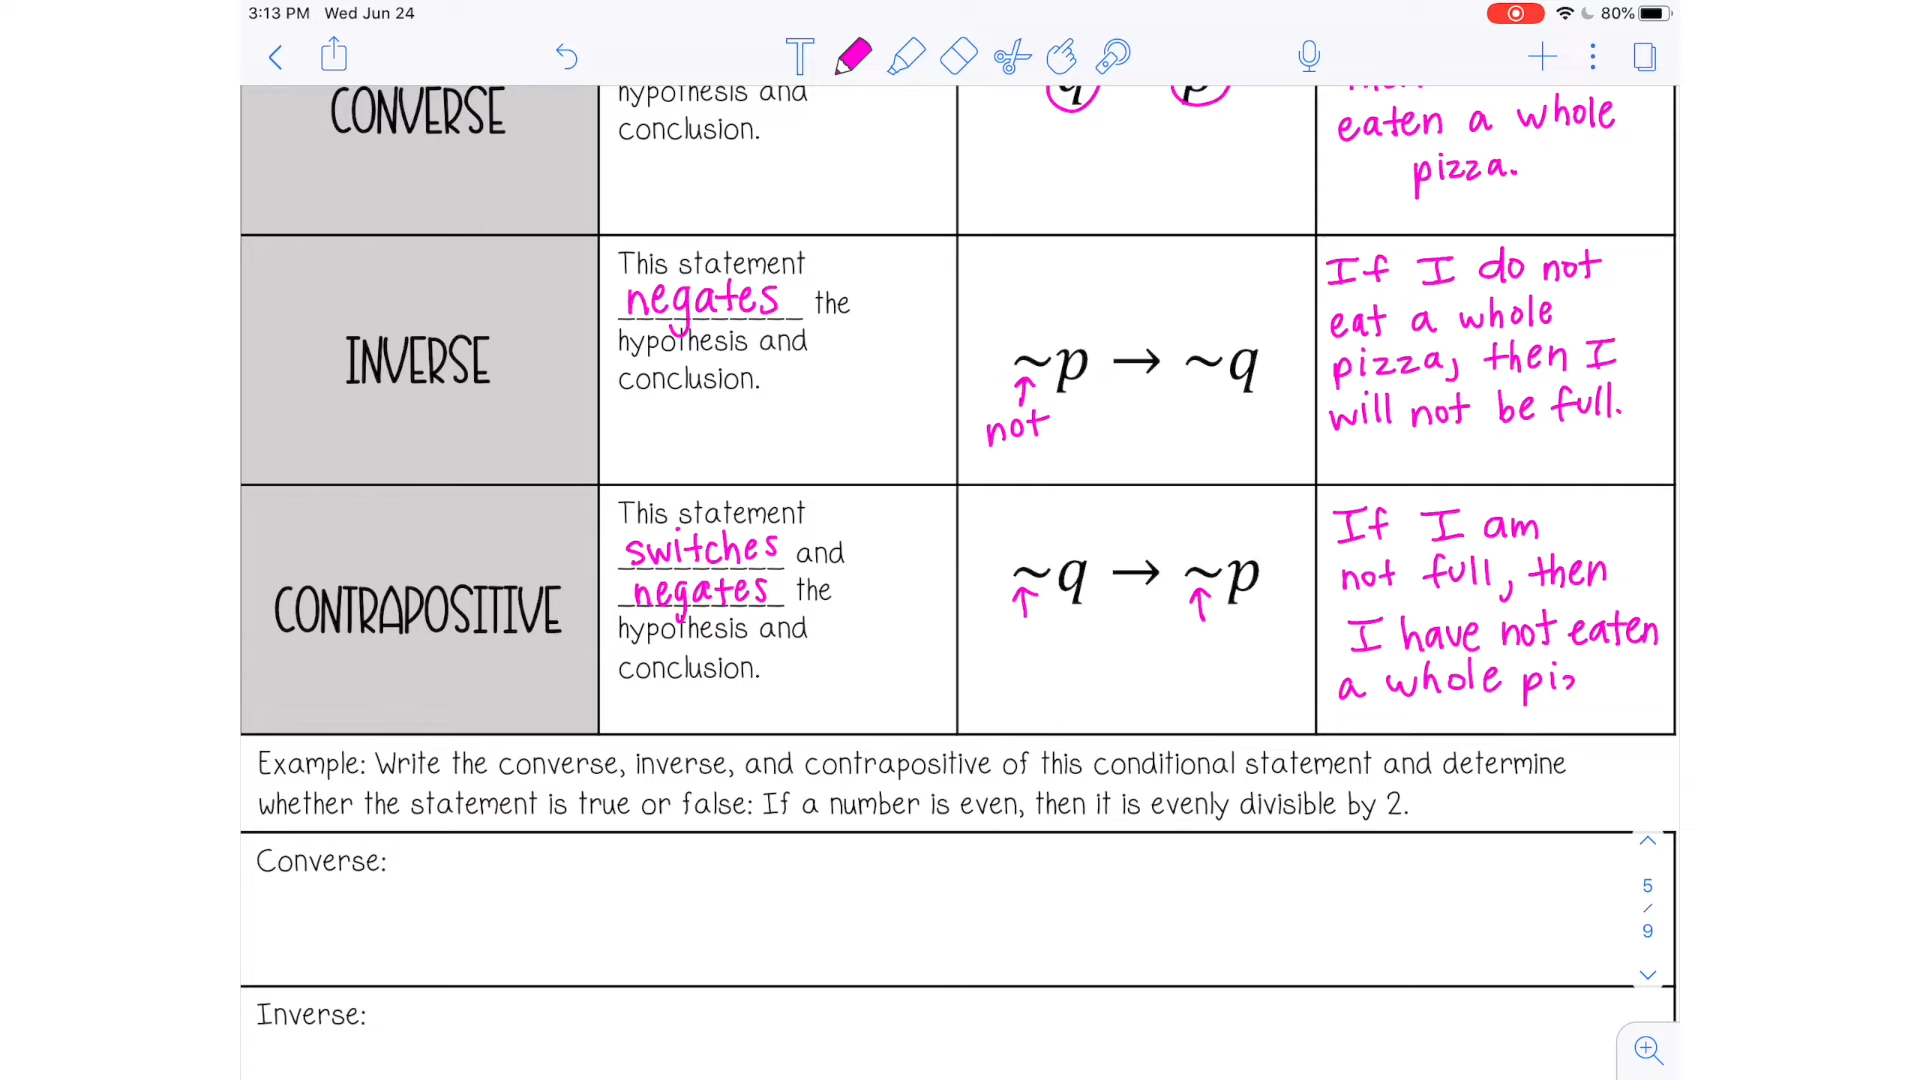 3:13 PM Wed Jun 24
80%
CONVERSE
hypothesis and
conclusion.
q p
eaten a whole
pizza.
INVERSE
This statement
negates the
hypothesis and
conclusion.
~p → ~q
↑
not
If I do not
eat a whole
pizza, then I
will not be full.
CONTRAPOSITIVE
This statement
switches and
negates the
hypothesis and
conclusion.
~q → ~p
↑ ↑
If I am
not full, then
I have not eaten
a whole
Example: Write the converse, inverse, and contrapositive of this conditional statement and determine
whether the statement is true or false: If a number is even, then it is evenly divisible by 2.
Converse:
5
/
9
Inverse: